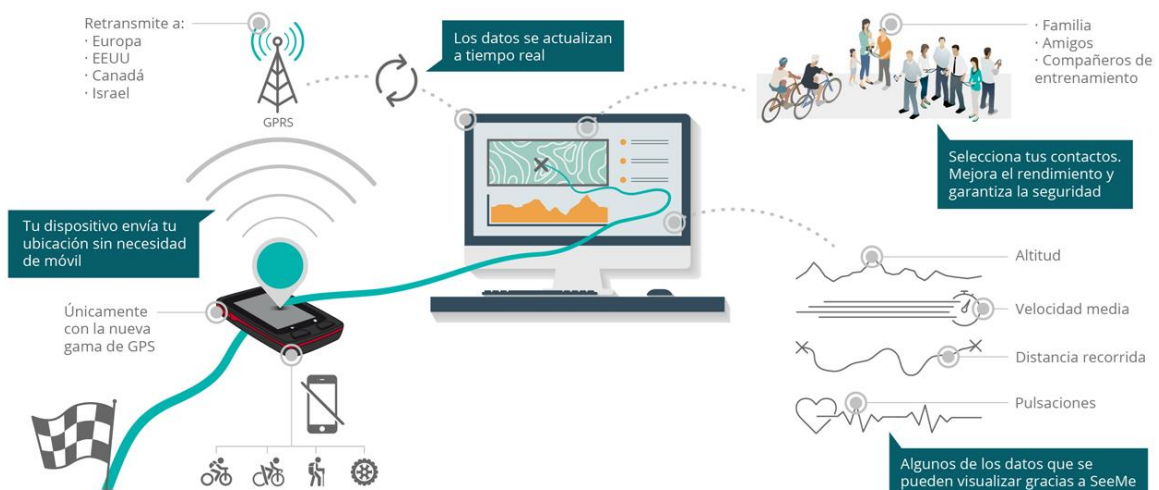 Retransmite a:
· Europa
· EEUU
· Canadá
· Israel
GPRS
Los datos se actualizan
a tiempo real
· Familia
· Amigos
· Compañeros de
entrenamiento
Selecciona tus contactos.
Mejora el rendimiento y
garantiza la seguridad
Tu dispositivo envía tu
ubicación sin necesidad
de móvil
Únicamente
con la nueva
gama de GPS
Altitud
Velocidad media
Distancia recorrida
Pulsaciones
Algunos de los datos que se
pueden visualizar gracias a SeeMe